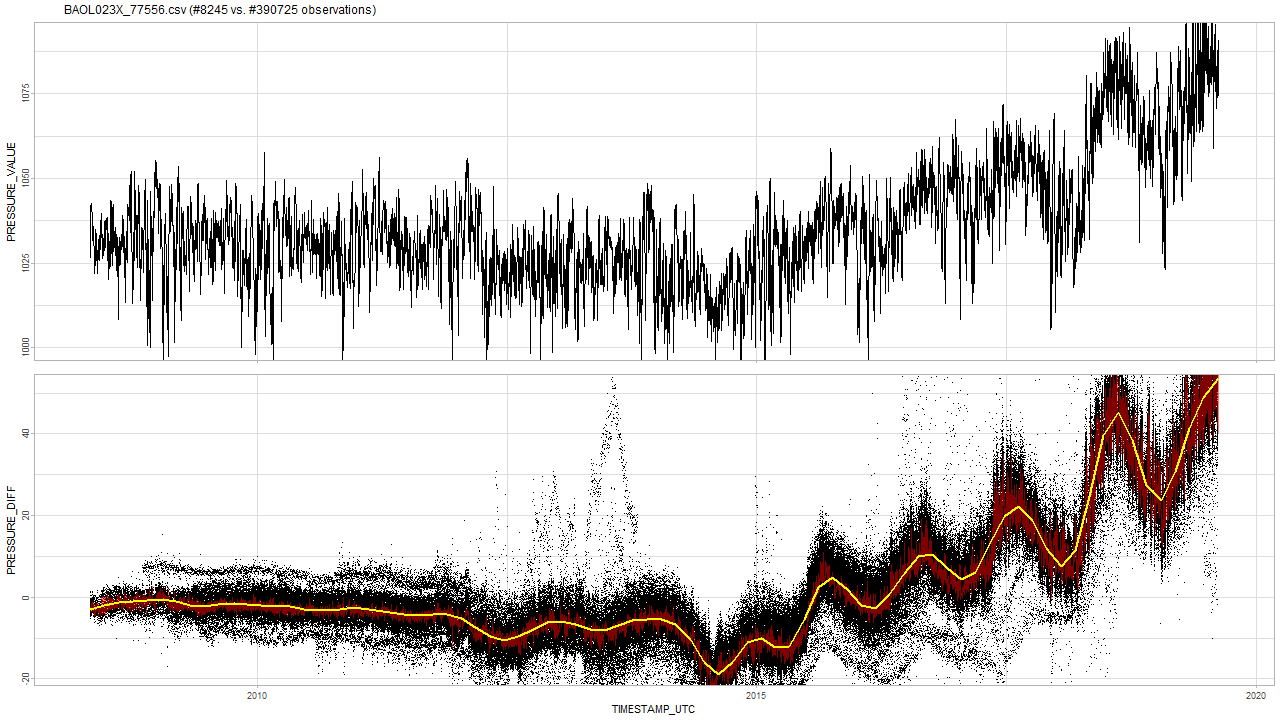 BAOL023X_77556.csv (#8245 vs. #390725 observations)
PRESSURE_VALUE
1075
1050
1025
1000
PRESSURE_DIFF
40
20
0
-20
2010
2015
2020
TIMESTAMP_UTC